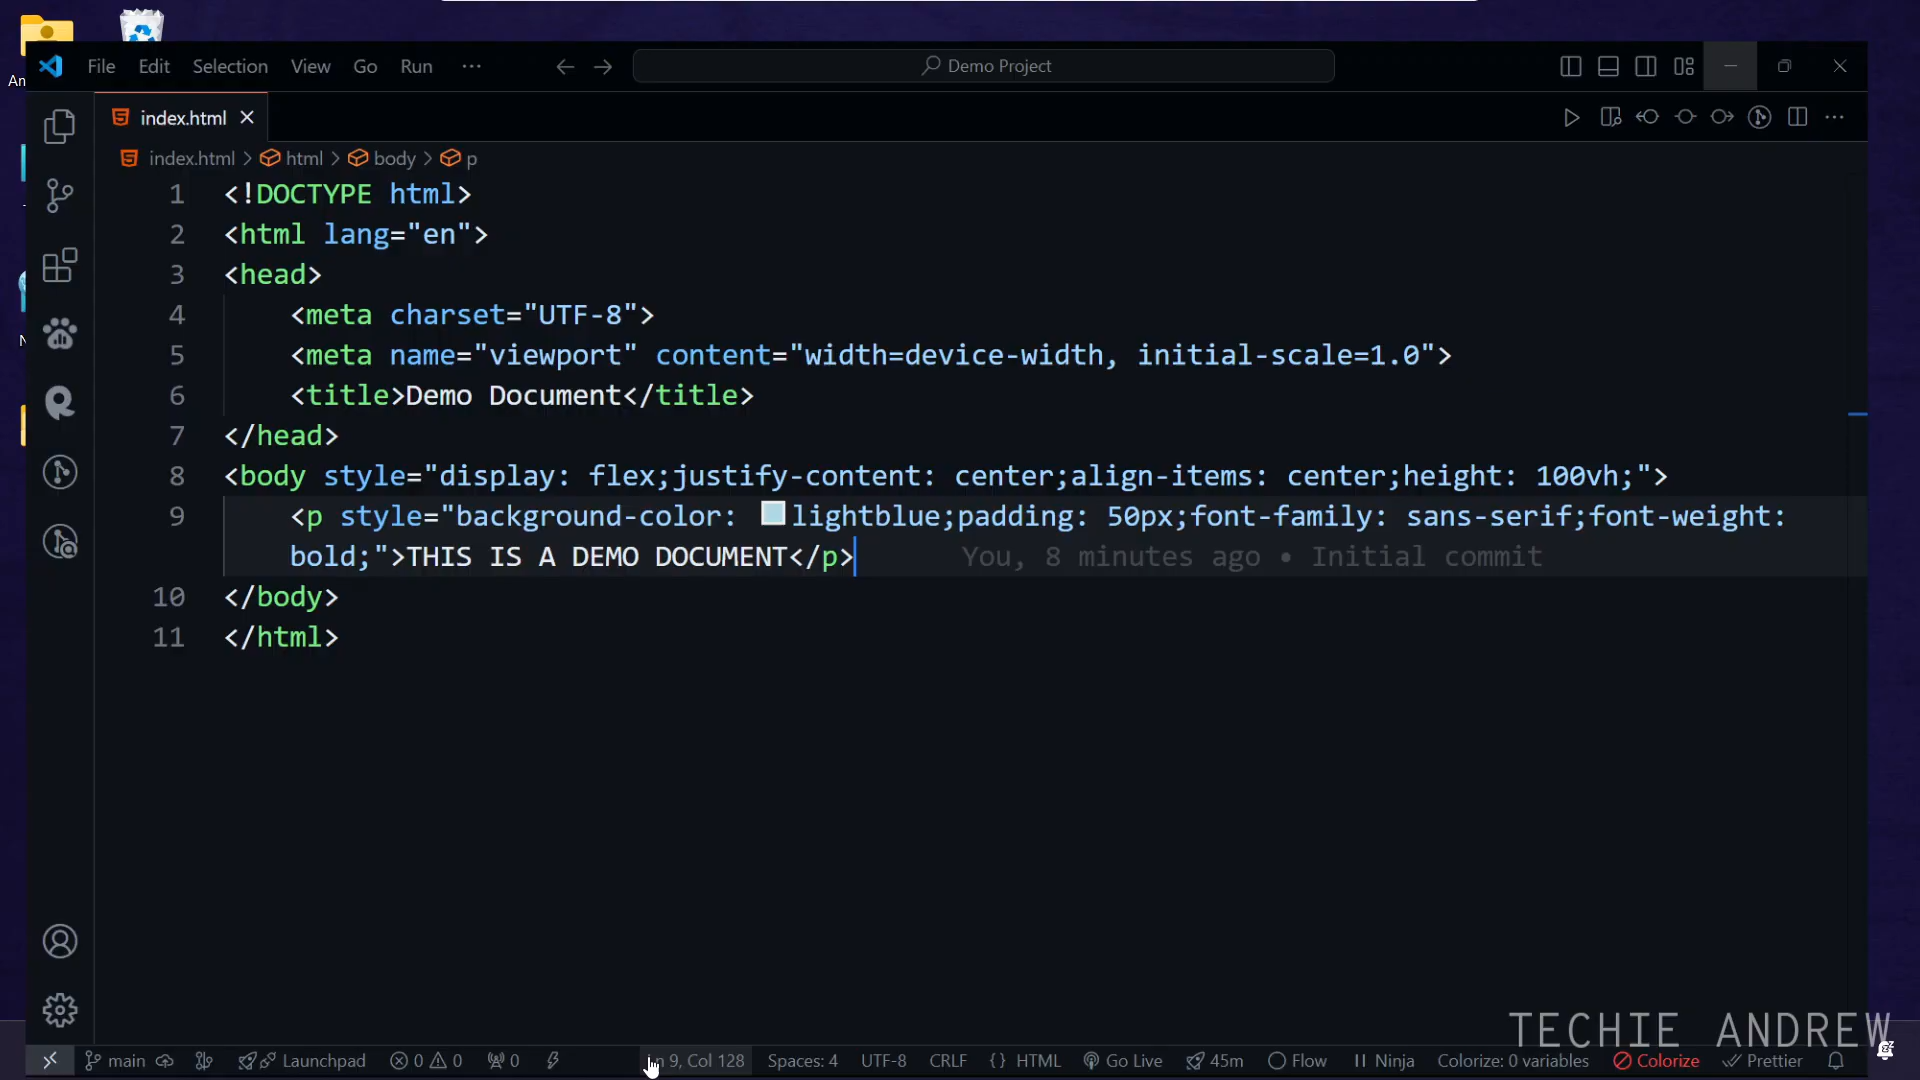 File Edit Selection View Go Run ··· Demo Project
index.html
index.html > html > body > p
1 <!DOCTYPE html>
2 <html lang="en">
3 <head>
4 <meta charset="UTF-8">
5 <meta name="viewport" content="width=device-width, initial-scale=1.0">
6 <title>Demo Document</title>
7 </head>
8 <body style="display: flex;justify-content: center;align-items: center;height: 100vh;">
9 <p style="background-color: lightblue;padding: 50px;font-family: sans-serif;font-weight:
bold;">THIS IS A DEMO DOCUMENT</p> You, 8 minutes ago • Initial commit
10 </body>
11 </html>
TECHIE ANDREW
main Launchpad 0 0 0 9, Col 128 Spaces: 4 UTF-8 CRLF {} HTML Go Live 45m Flow Ninja Colorize: 0 variables Colorize Prettier